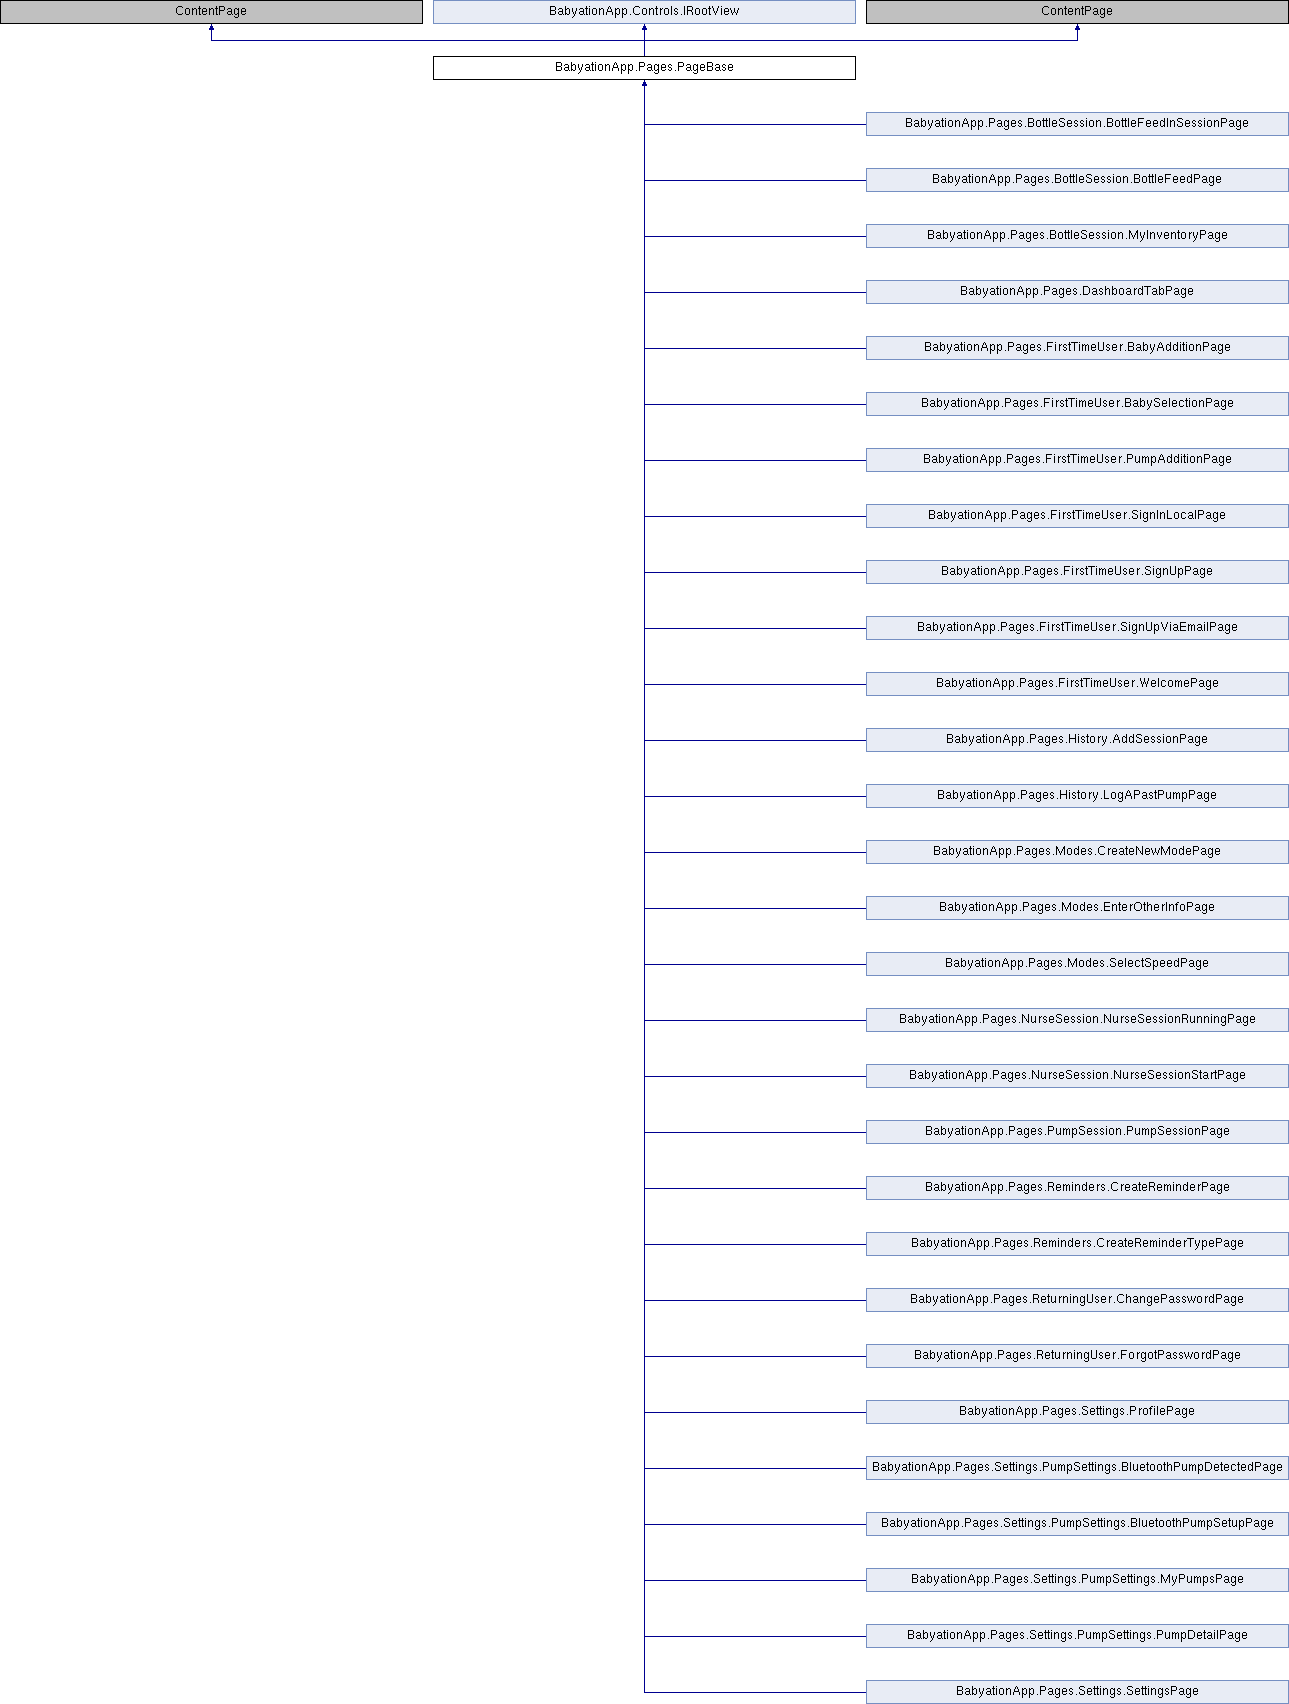 ContentPage
BabyationApp.Controls.IRootView
ContentPage
BabyationApp.Pages.PageBase
BabyationApp.Pages.BottleSession.BottleFeedInSessionPage
BabyationApp.Pages.BottleSession.BottleFeedPage
BabyationApp.Pages.BottleSession.MyInventoryPage
BabyationApp.Pages.DashboardTabPage
BabyationApp.Pages.FirstTimeUser.BabyAdditionPage
BabyationApp.Pages.FirstTimeUser.BabySelectionPage
BabyationApp.Pages.FirstTimeUser.PumpAdditionPage
BabyationApp.Pages.FirstTimeUser.SignInLocalPage
BabyationApp.Pages.FirstTimeUser.SignUpPage
BabyationApp.Pages.FirstTimeUser.SignUpViaEmailPage
BabyationApp.Pages.FirstTimeUser.WelcomePage
BabyationApp.Pages.History.AddSessionPage
BabyationApp.Pages.History.LogAPastPumpPage
BabyationApp.Pages.Modes.CreateNewModePage
BabyationApp.Pages.Modes.EnterOtherInfoPage
BabyationApp.Pages.Modes.SelectSpeedPage
BabyationApp.Pages.NurseSession.NurseSessionRunningPage
BabyationApp.Pages.NurseSession.NurseSessionStartPage
BabyationApp.Pages.PumpSession.PumpSessionPage
BabyationApp.Pages.Reminders.CreateReminderPage
BabyationApp.Pages.Reminders.CreateReminderTypePage
BabyationApp.Pages.ReturningUser.ChangePasswordPage
BabyationApp.Pages.ReturningUser.ForgotPasswordPage
BabyationApp.Pages.Settings.ProfilePage
BabyationApp.Pages.Settings.PumpSettings.BluetoothPumpDetectedPage
BabyationApp.Pages.Settings.PumpSettings.BluetoothPumpSetupPage
BabyationApp.Pages.Settings.PumpSettings.MyPumpsPage
BabyationApp.Pages.Settings.PumpSettings.PumpDetailPage
BabyationApp.Pages.Settings.SettingsPage